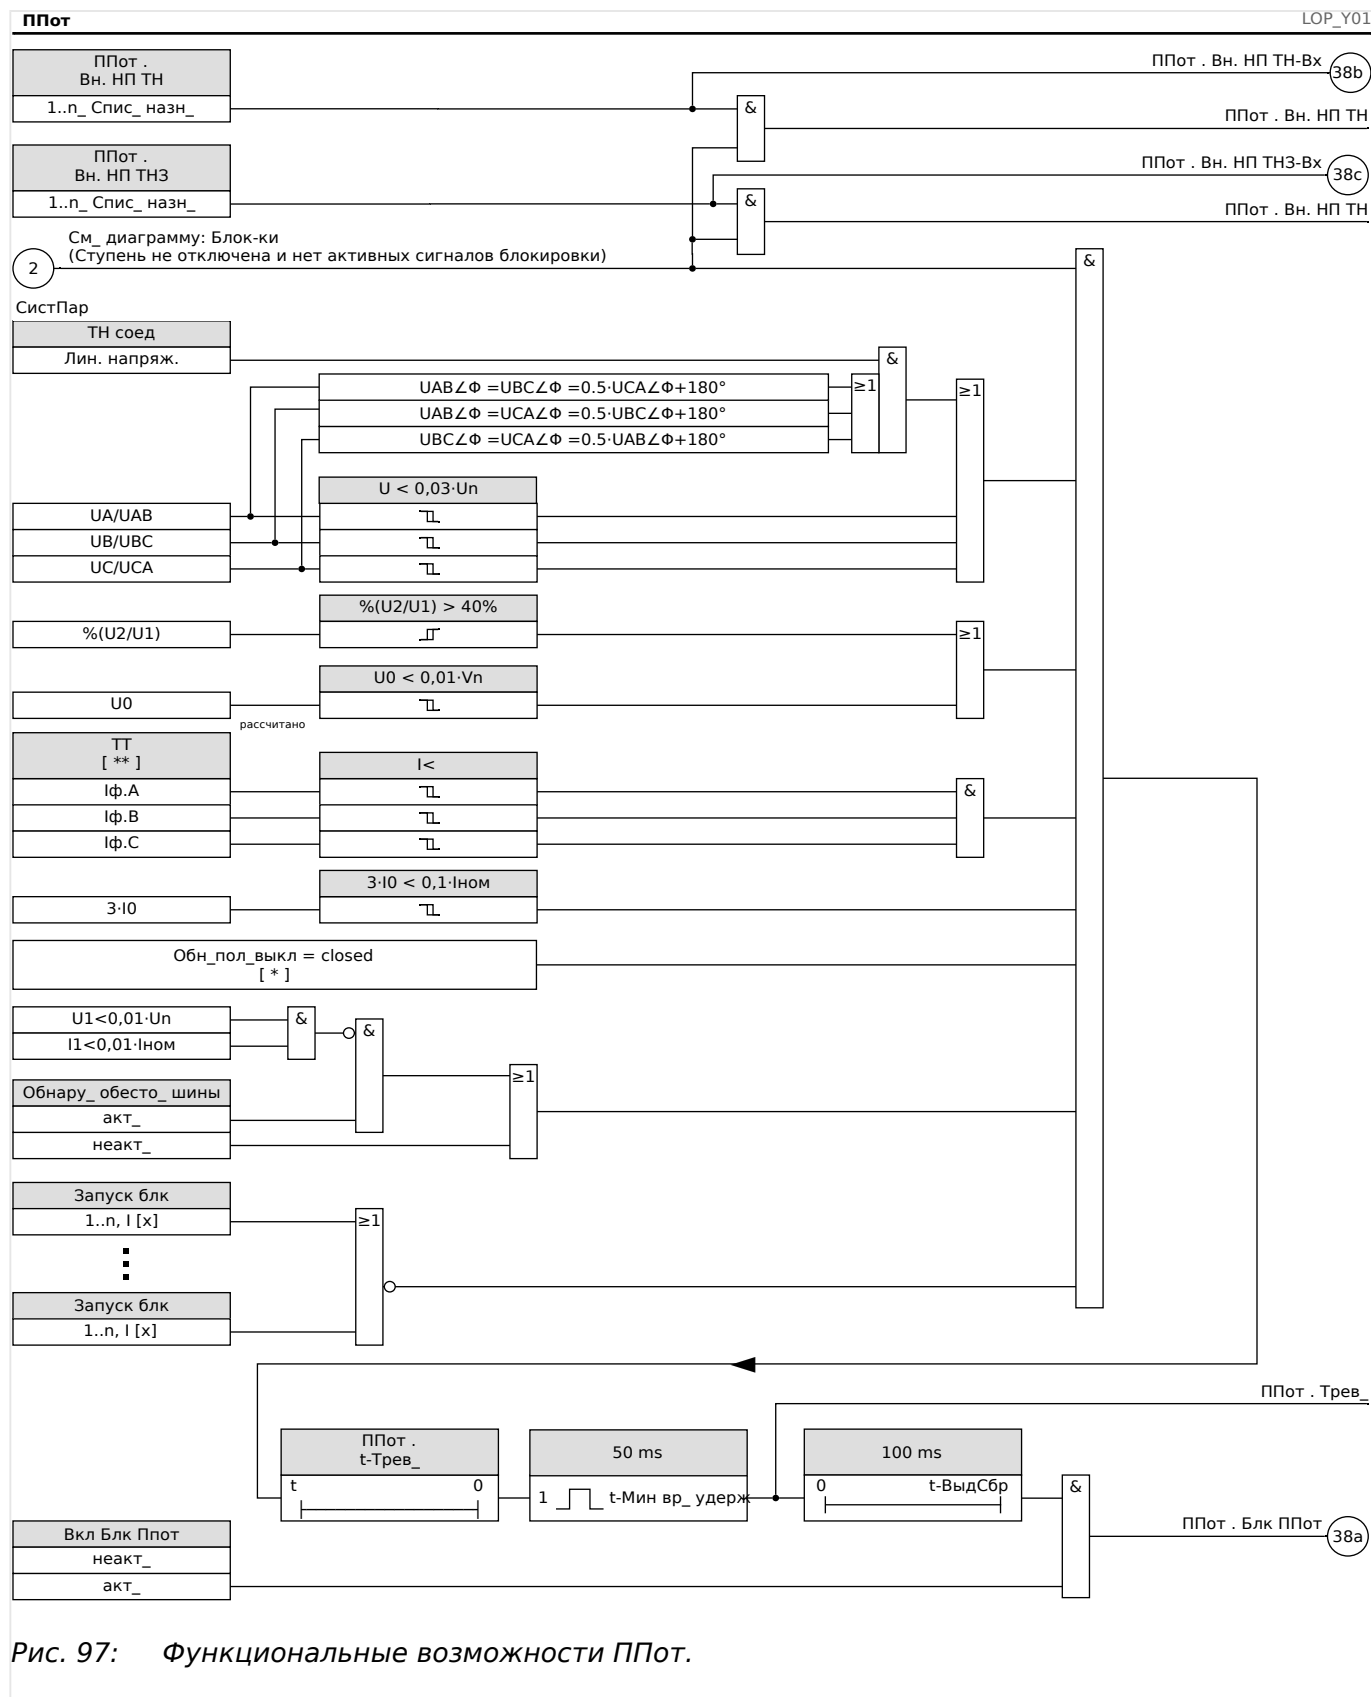 ППот
LOP_Y01
ППот .
Вн. НП ТН
1..n_ Спис_ назн_
ППот . Вн. НП ТН-Вх
38b
&
ППот . Вн. НП ТН
ППот .
Вн. НП ТНЗ
1..n_ Спис_ назн_
ППот . Вн. НП ТНЗ-Вх
38c
&
ППот . Вн. НП ТН
См_ диаграмму: Блок-ки
(Ступень не отключена и нет активных сигналов блокировки)
2
&
СистПар
ТН соед
Лин. напряж.
&
UAB∠Ф =UBC∠Ф =0.5·UCA∠Ф+180°
≥1
≥1
UAB∠Ф =UCA∠Ф =0.5·UBC∠Ф+180°
UBC∠Ф =UCA∠Ф =0.5·UAB∠Ф+180°
U < 0,03·Un
UA/UAB
UB/UBC
UC/UCA
%(U2/U1) > 40%
%(U2/U1)
≥1
U0 < 0,01·Vn
U0
рассчитано
ТТ
[ ** ]
I<
Iф.A
&
Iф.B
Iф.C
3·I0 < 0,1·Iном
3·I0
Обн_пол_выкл = closed
[ * ]
U1<0,01·Un
&
&
I1<0,01·Iном
≥1
Обнару_ обесто_ шины
акт_
неакт_
Запуск блк
1..n, I [x]
≥1
Запуск блк
1..n, I [x]
ППот . Трев_
ППот .
t-Трев_
t 0
50 ms
1 t-Мин вр_ удерж
100 ms
0 t-ВыдСбр
&
ППот . Блк ППот
38a
Вкл Блк Ппот
неакт_
акт_
Рис. 97: Функциональные возможности ППот.